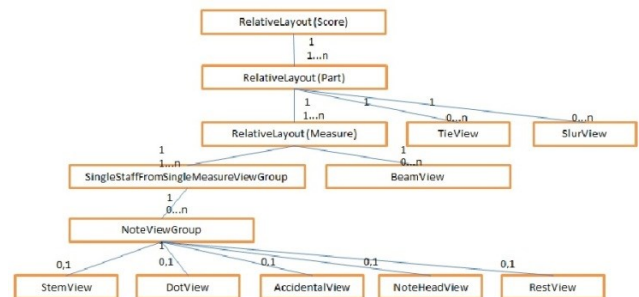 RelativeLayout (Score)
1
1...n
RelativeLayout (Part)
1 1 1
1...n 0...n 0...n
RelativeLayout (Measure) TieView SlurView
1 1
1...n 0...n
SingleStaffFromSingleMeasureViewGroup BeamView
1
0...n
NoteViewGroup
1
0,1 0,1 0,1 0,1 0,1
StemView DotView AccidentalView NoteHeadView RestView